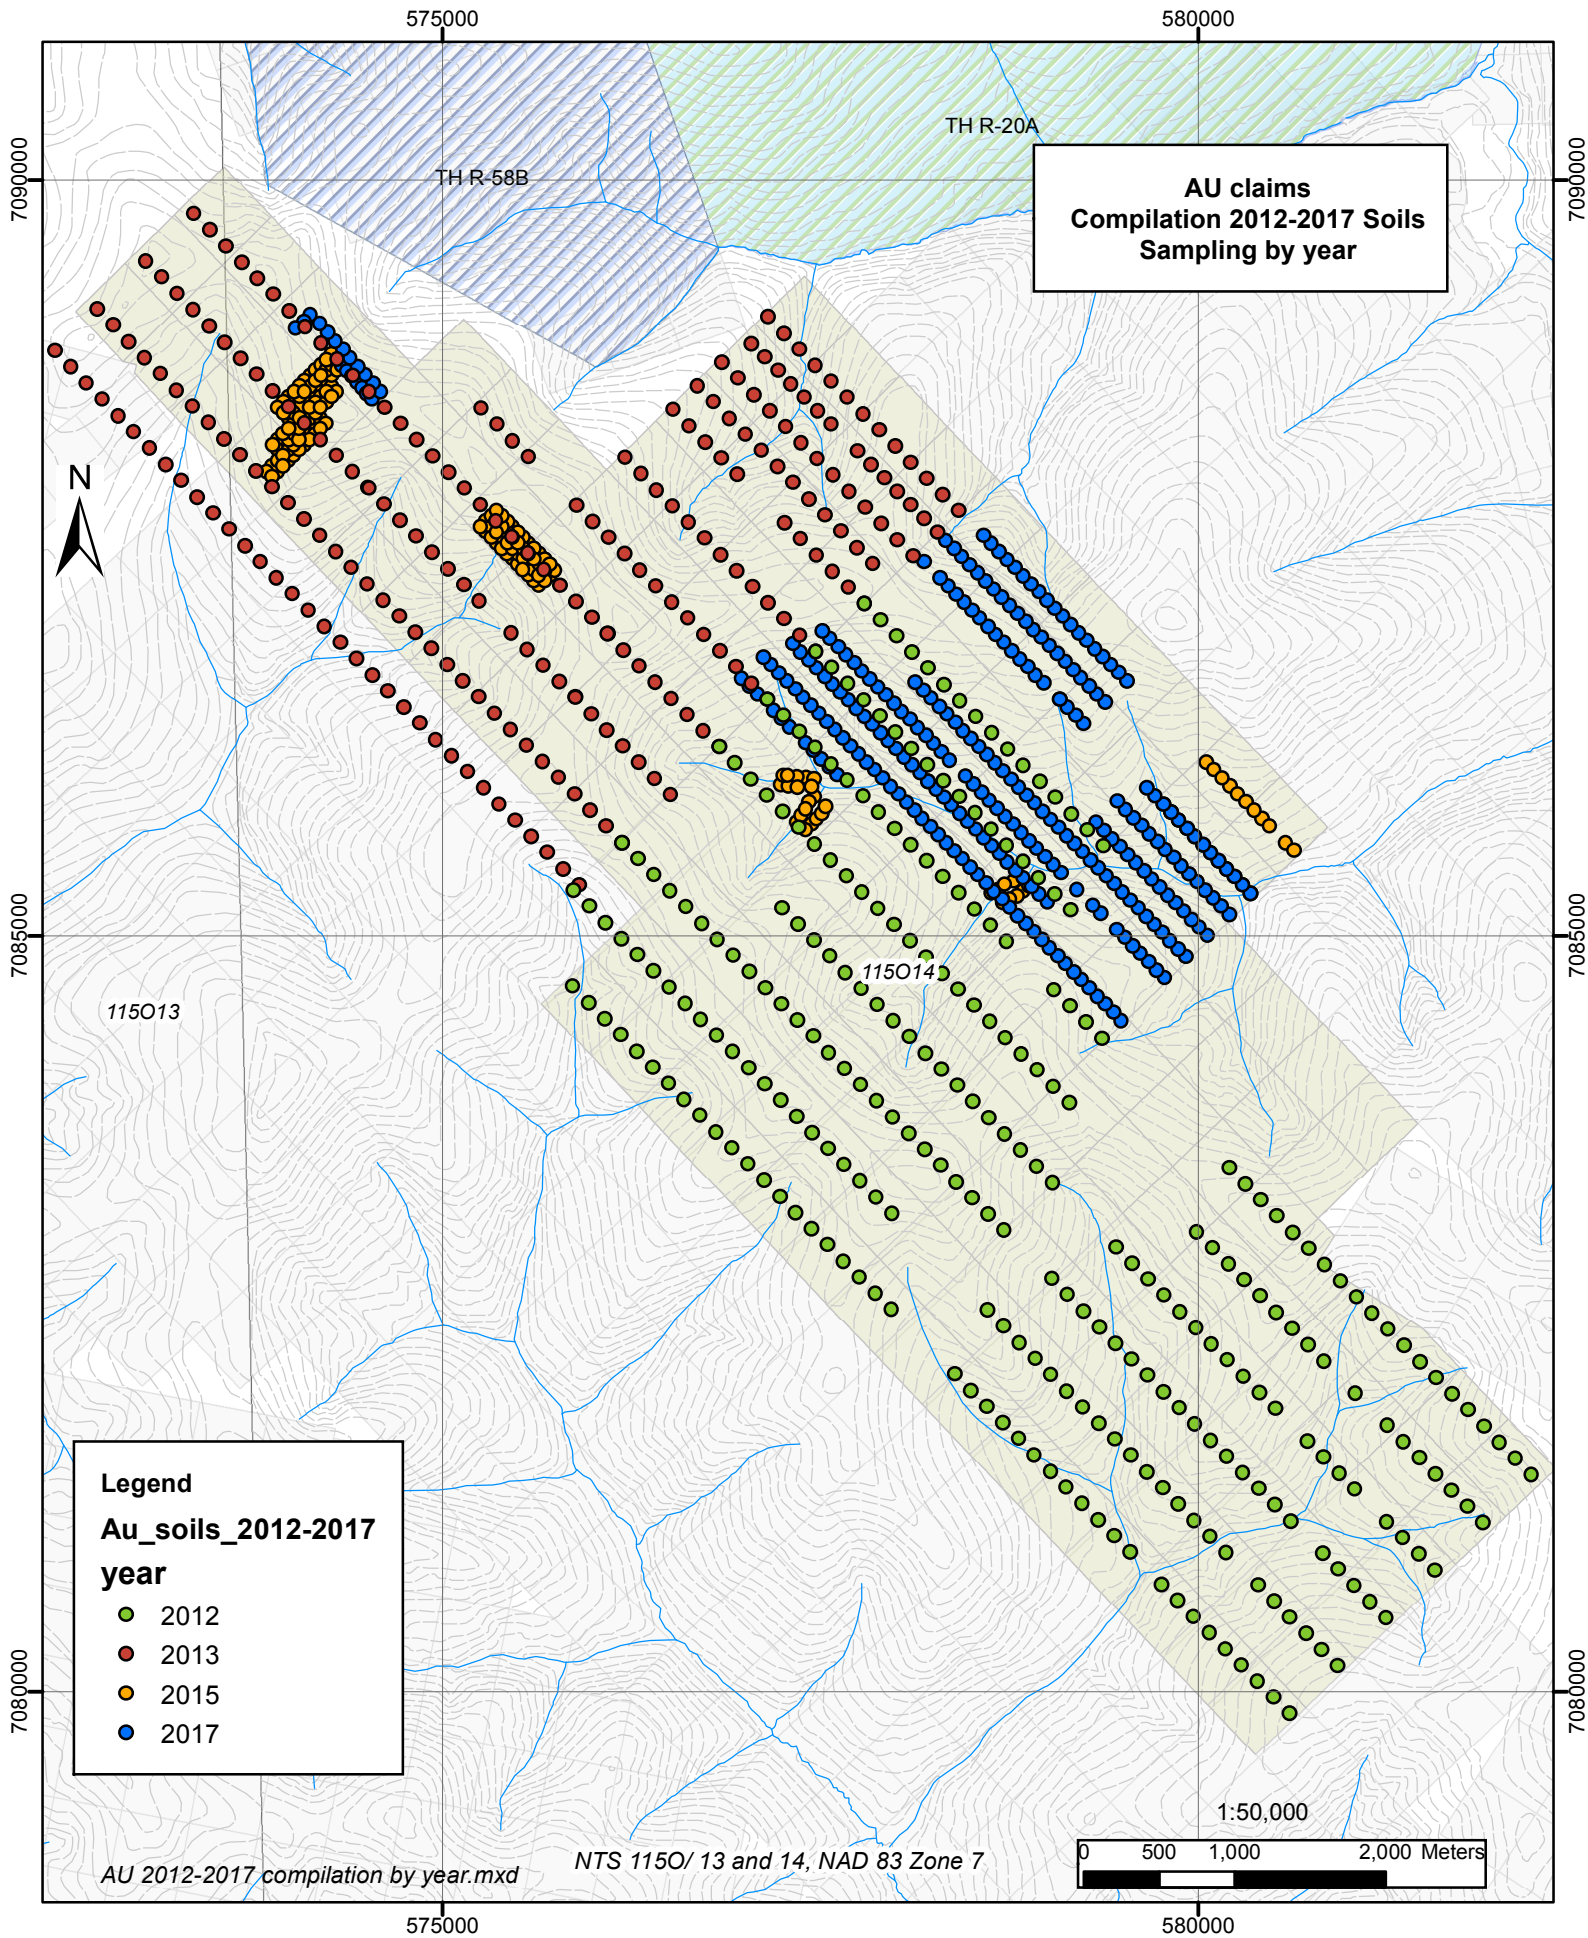 575000
580000
TH R-20A
7090000
TH R-58B
7090000
AU claims
Compilation 2012-2017 Soils
Sampling by year
N
7085000
7085000
115O14
115O13
Legend
Au_soils_2012-2017
year
2012
2013
2015
2017
7080000
7080000
1:50,000
0 500 1,000 2,000 Meters
NTS 115O/ 13 and 14, NAD 83 Zone 7
AU 2012-2017 compilation by year.mxd
575000
580000